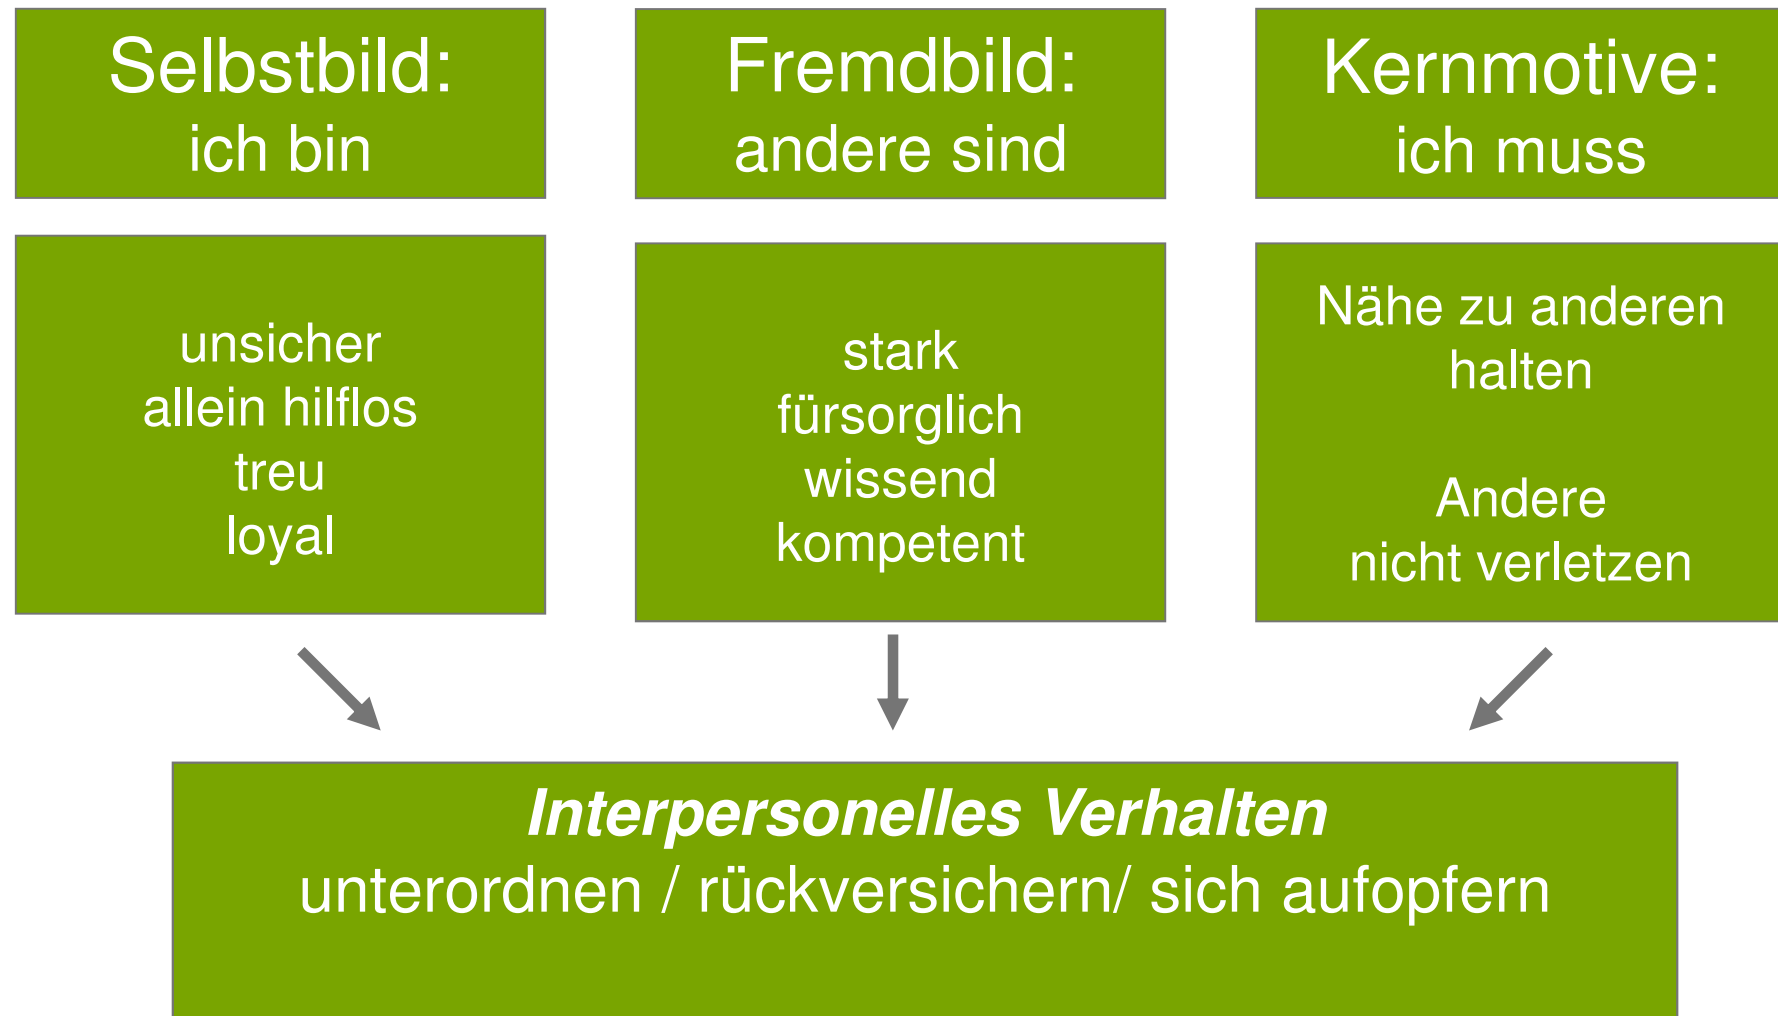 Selbstbild:
ich bin
Fremdbild:
andere sind
Kernmotive:
ich muss
unsicher
allein hilflos
treu
loyal
stark
fürsorglich
wissend
kompetent
Nähe zu anderen
halten
Andere
nicht verletzen
Interpersonelles Verhalten
unterordnen / rückversichern/ sich aufopfern